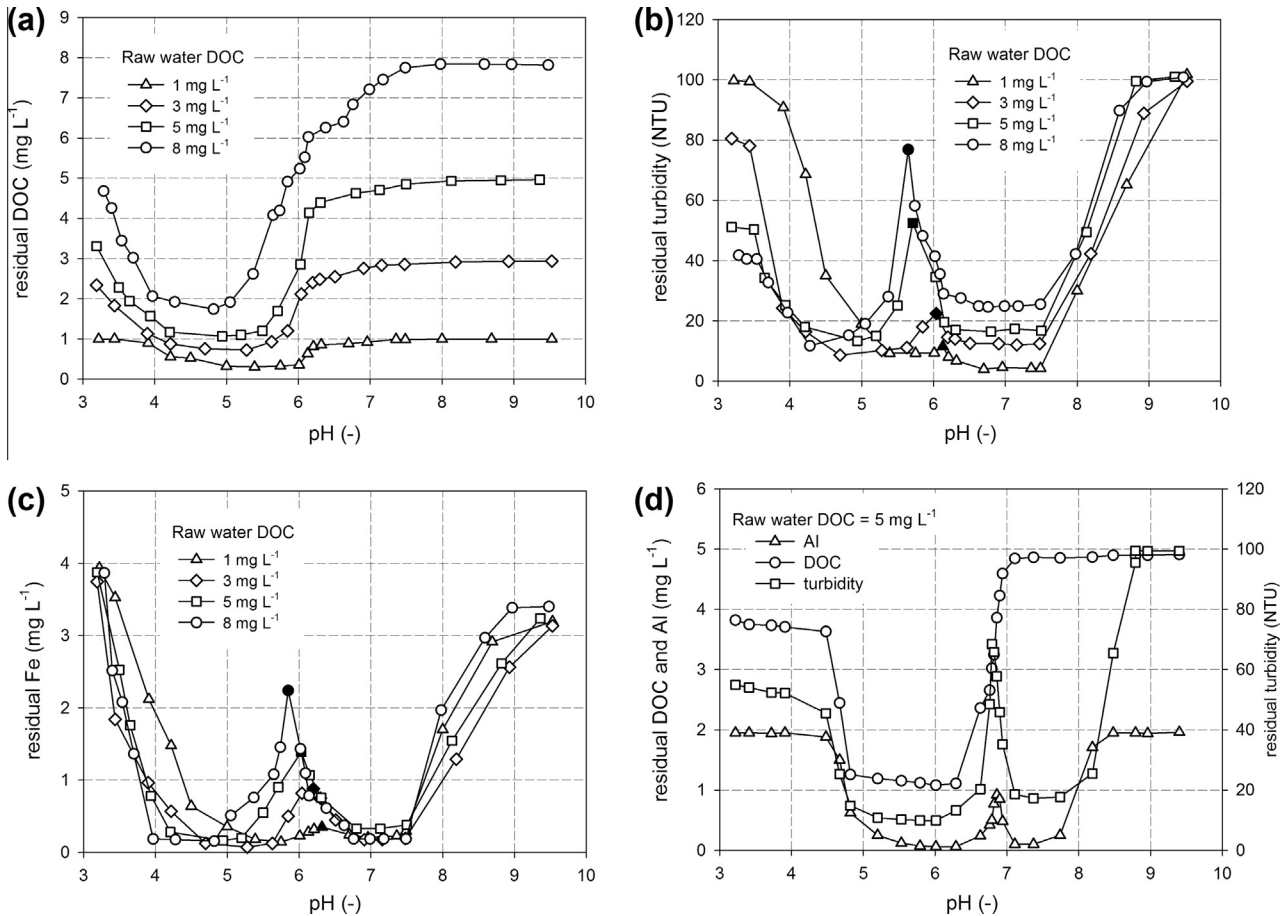 (a)
residual DOC (mg L⁻¹)
9
8
7
6
5
4
3
2
1
0
Raw water DOC
1 mg L⁻¹
3 mg L⁻¹
5 mg L⁻¹
8 mg L⁻¹
3 4 5 6 7 8 9 10
pH (-)
(b)
residual turbidity (NTU)
120
100
80
60
40
20
0
Raw water DOC
1 mg L⁻¹
3 mg L⁻¹
5 mg L⁻¹
8 mg L⁻¹
3 4 5 6 7 8 9 10
pH (-)
(c)
residual Fe (mg L⁻¹)
5
4
3
2
1
0
Raw water DOC
1 mg L⁻¹
3 mg L⁻¹
5 mg L⁻¹
8 mg L⁻¹
3 4 5 6 7 8 9 10
pH (-)
(d)
residual DOC and Al (mg L⁻¹)
6
5
4
3
2
1
0
Raw water DOC = 5 mg L⁻¹
Al
DOC
turbidity
120
100
80
60
40
20
0
residual turbidity (NTU)
3 4 5 6 7 8 9 10
pH (-)